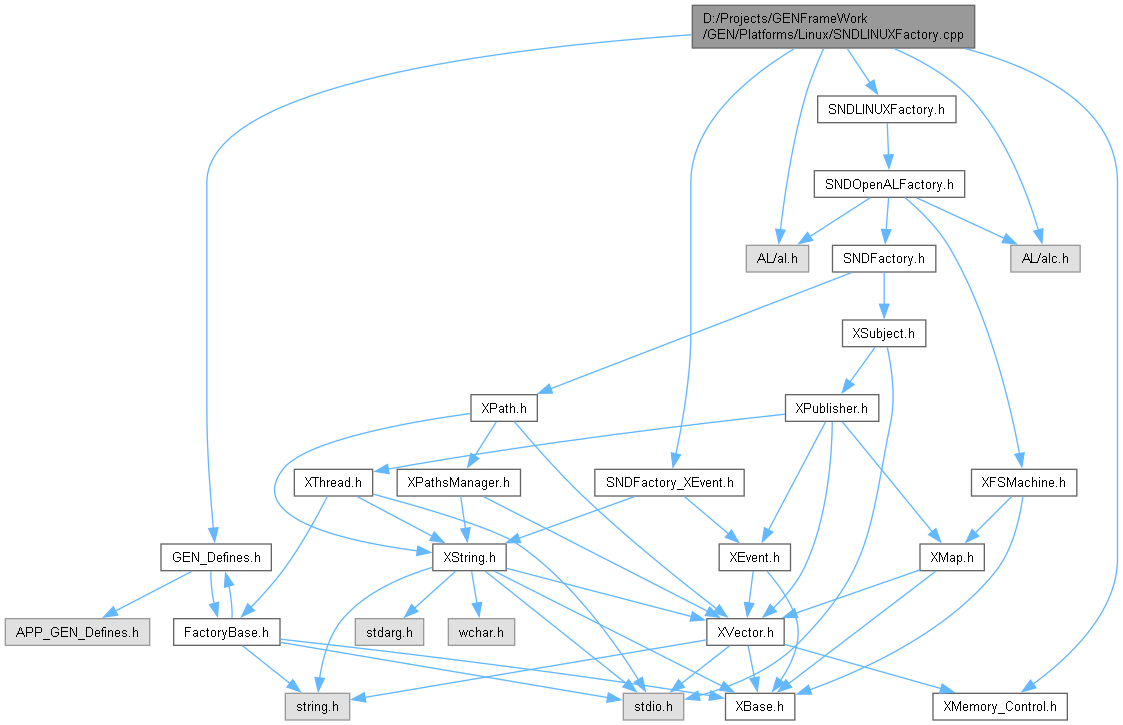 D:/Projects/GENFrameWork
/GEN/Platforms/Linux/SNDLINUXFactory.cpp
SNDLINUXFactory.h
SNDOpenALFactory.h
AL/al.h
SNDFactory.h
AL/alc.h
XSubject.h
XPath.h
XPublisher.h
XThread.h
XPathsManager.h
SNDFactory_XEvent.h
XFSMachine.h
GEN_Defines.h
XString.h
XEvent.h
XMap.h
APP_GEN_Defines.h
FactoryBase.h
stdarg.h
wchar.h
XVector.h
string.h
stdio.h
XBase.h
XMemory_Control.h